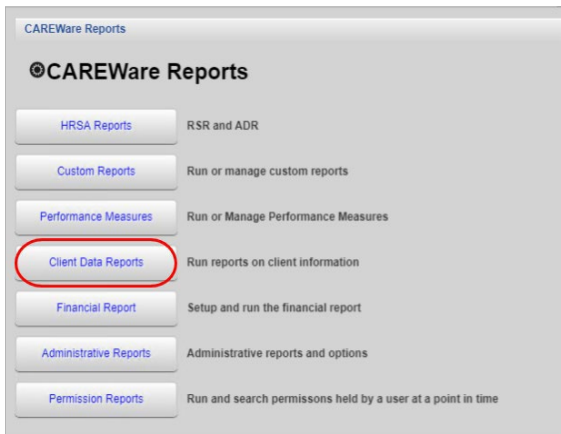 CAREWare Reports
CAREWare Reports
HRSA Reports RSR and ADR
Custom Reports Run or manage custom reports
Performance Measures Run or Manage Performance Measures
Client Data Reports Run reports on client information
Financial Report Setup and run the financial report
Administrative Reports Administrative reports and options
Permission Reports Run and search permissons held by a user at a point in time